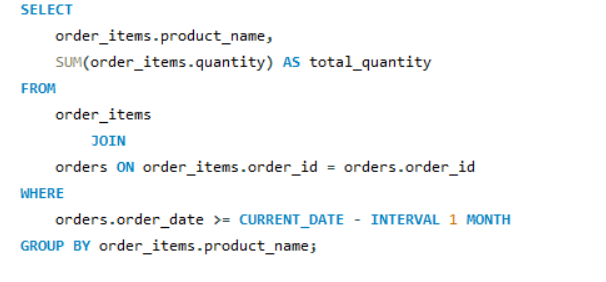 SELECT
order_items.product_name,
SUM(order_items.quantity) AS total_quantity
FROM
order_items
JOIN
orders ON order_items.order_id = orders.order_id
WHERE
orders.order_date >= CURRENT_DATE - INTERVAL 1 MONTH
GROUP BY order_items.product_name;